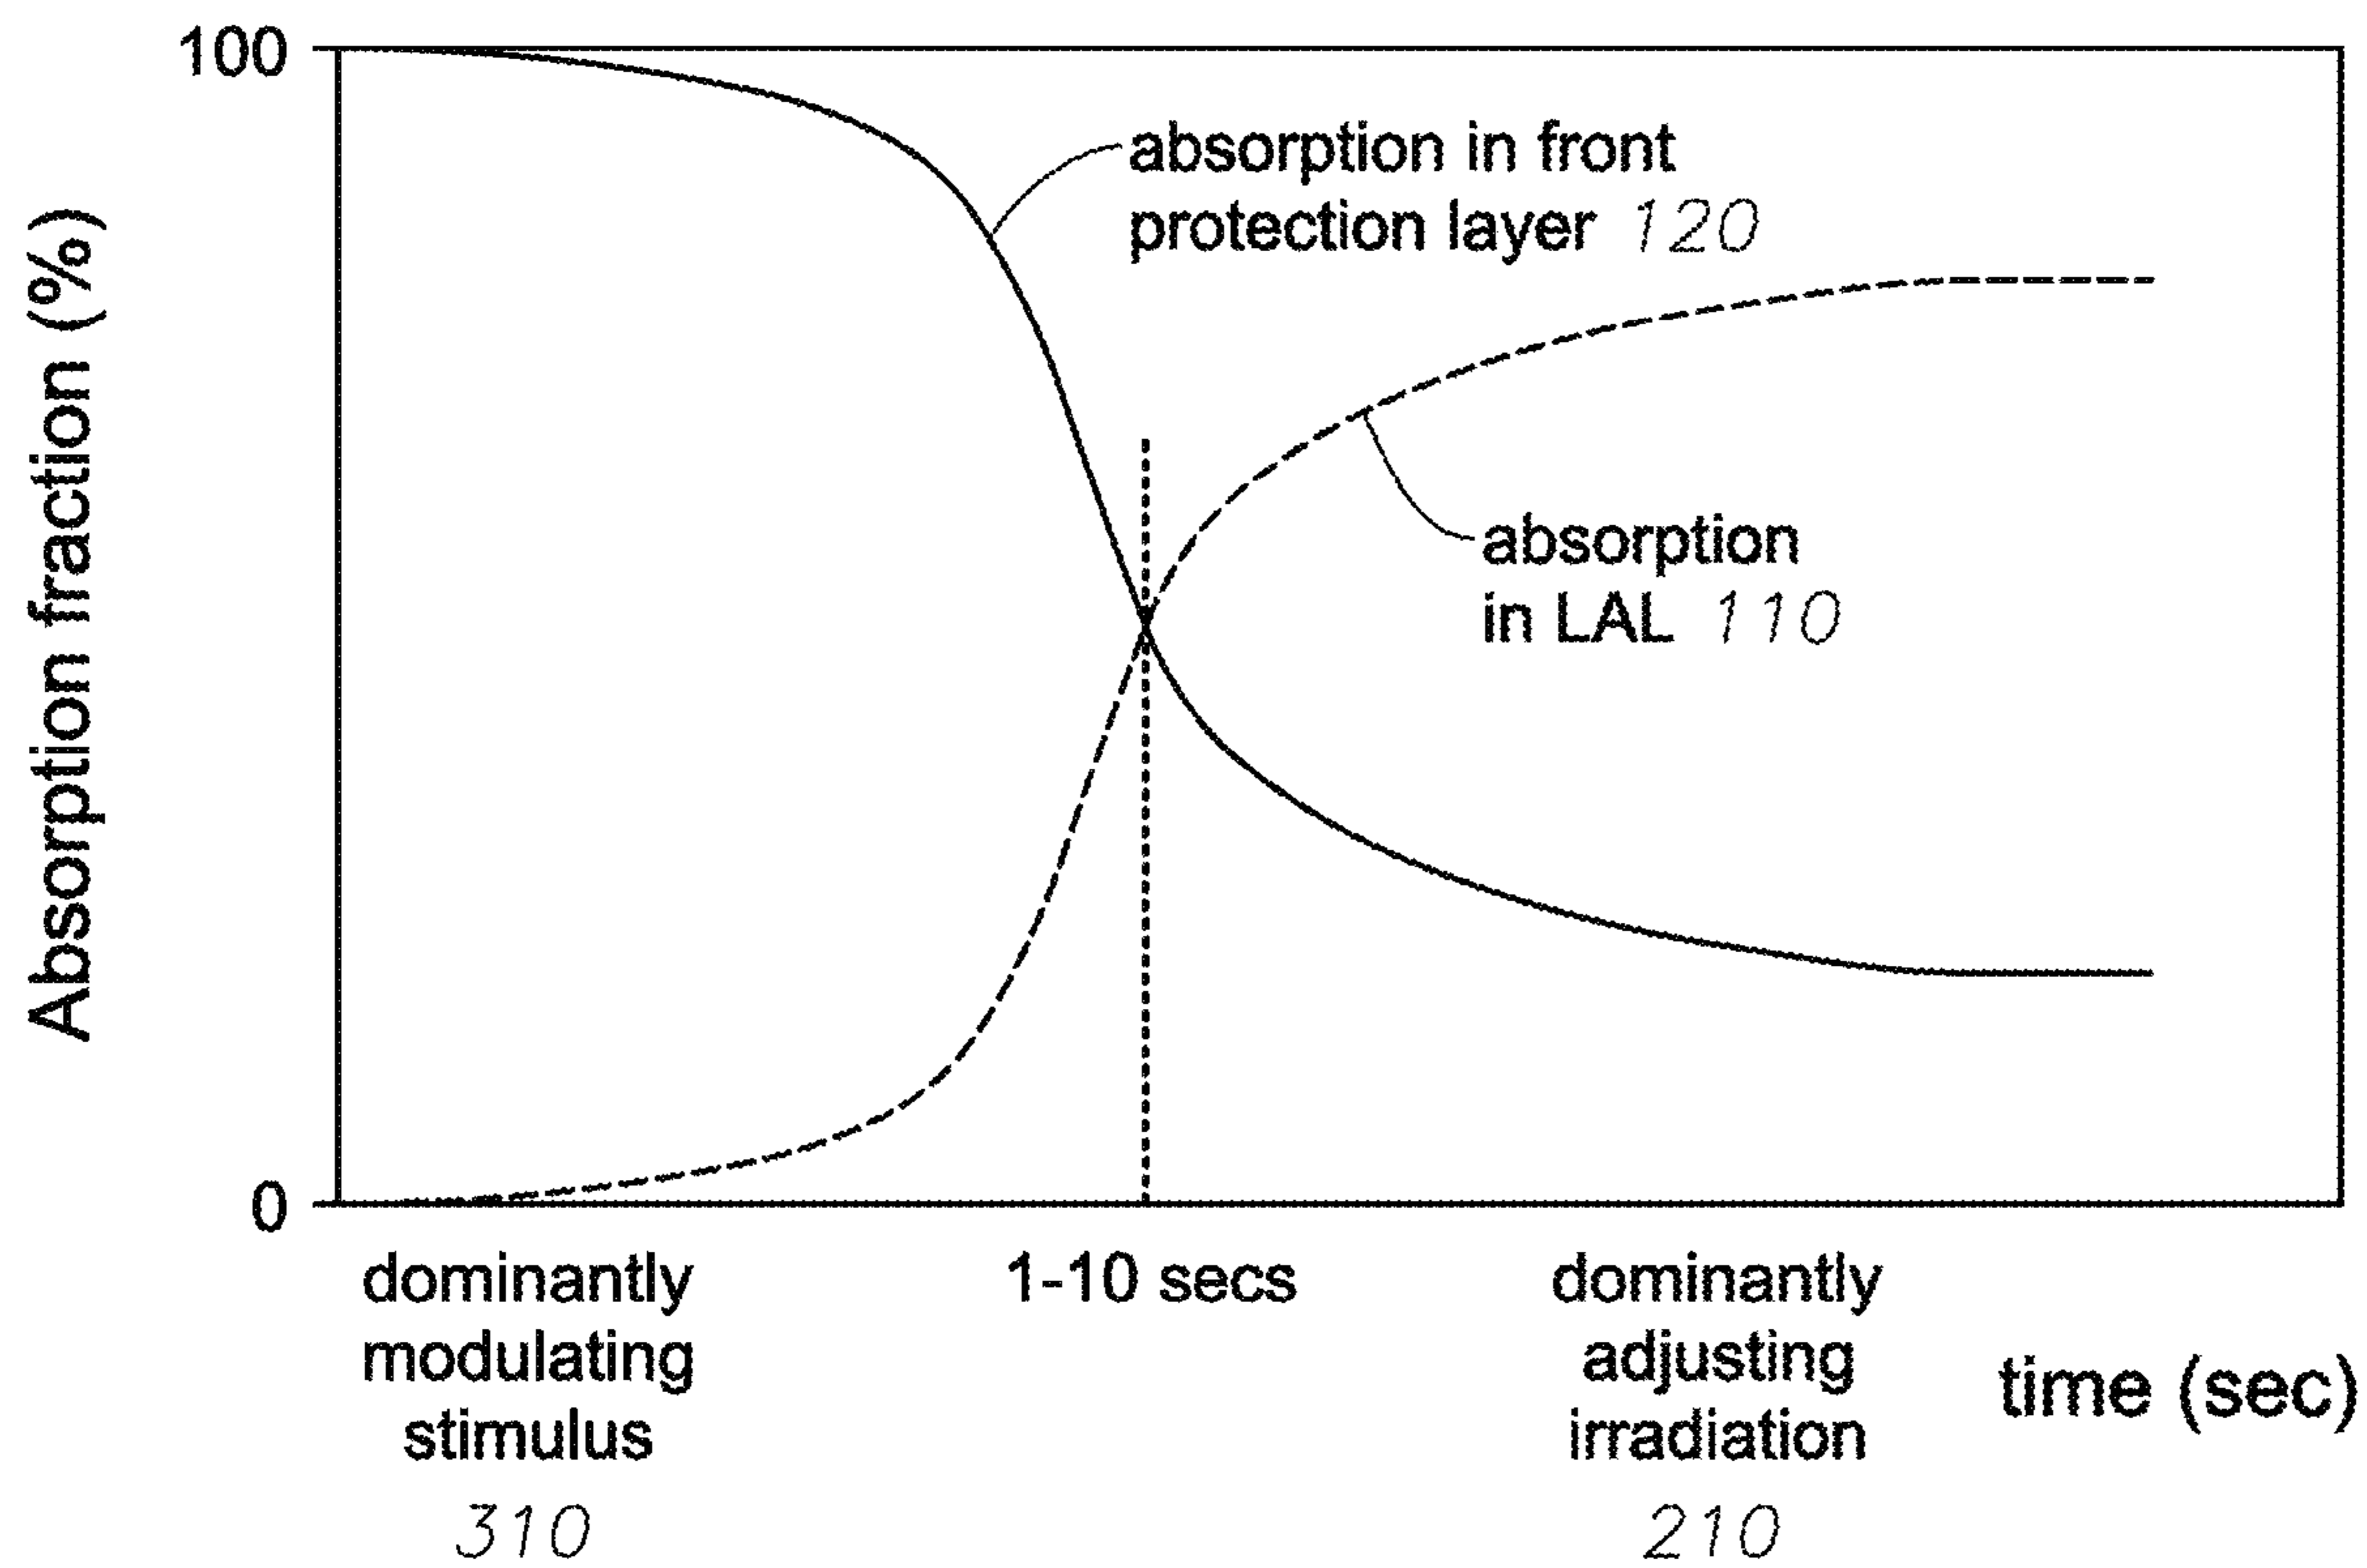 100
absorption in front
protection layer 120
Absorption fraction (%)
absorption
in LAL 110
0
dominantly
modulating
stimulus
310
1-10 secs
dominantly
adjusting
irradiation
210
time (sec)